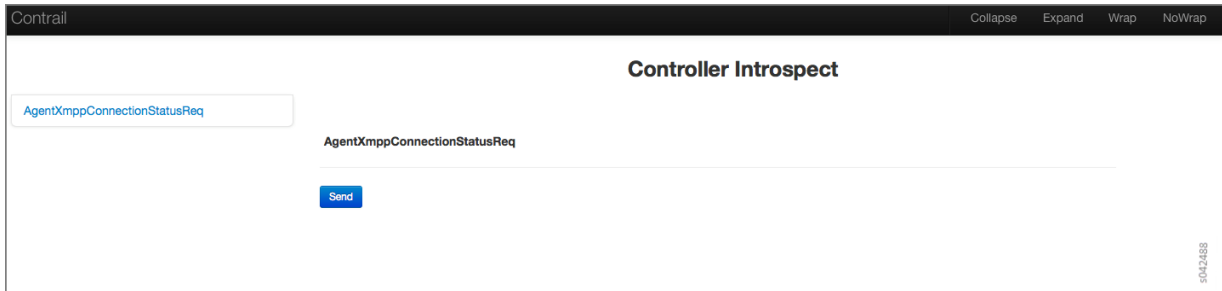 Contrail Collapse Expand Wrap NoWrap
Controller Introspect
AgentXmppConnectionStatusReq
AgentXmppConnectionStatusReq
Send
s042488